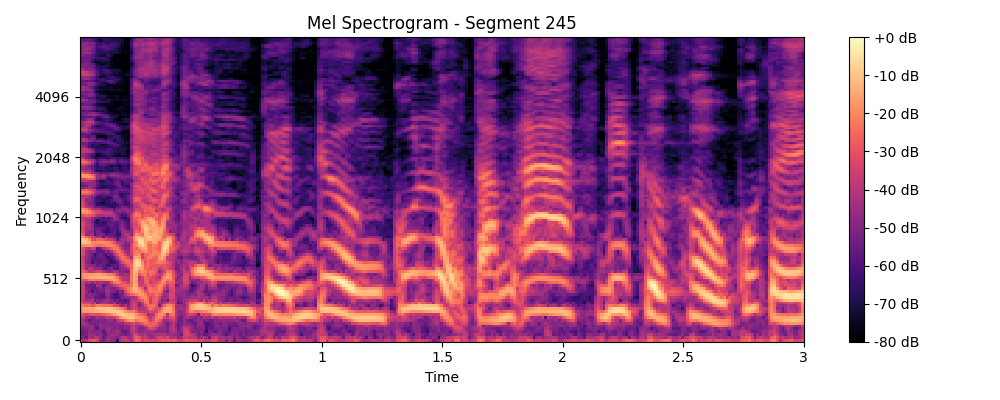 Mel Spectrogram - Segment 245
Frequency
4096
2048
1024
512
0
0
0.5
1
1.5
2
2.5
3
Time
+0 dB
-10 dB
-20 dB
-30 dB
-40 dB
-50 dB
-60 dB
-70 dB
-80 dB